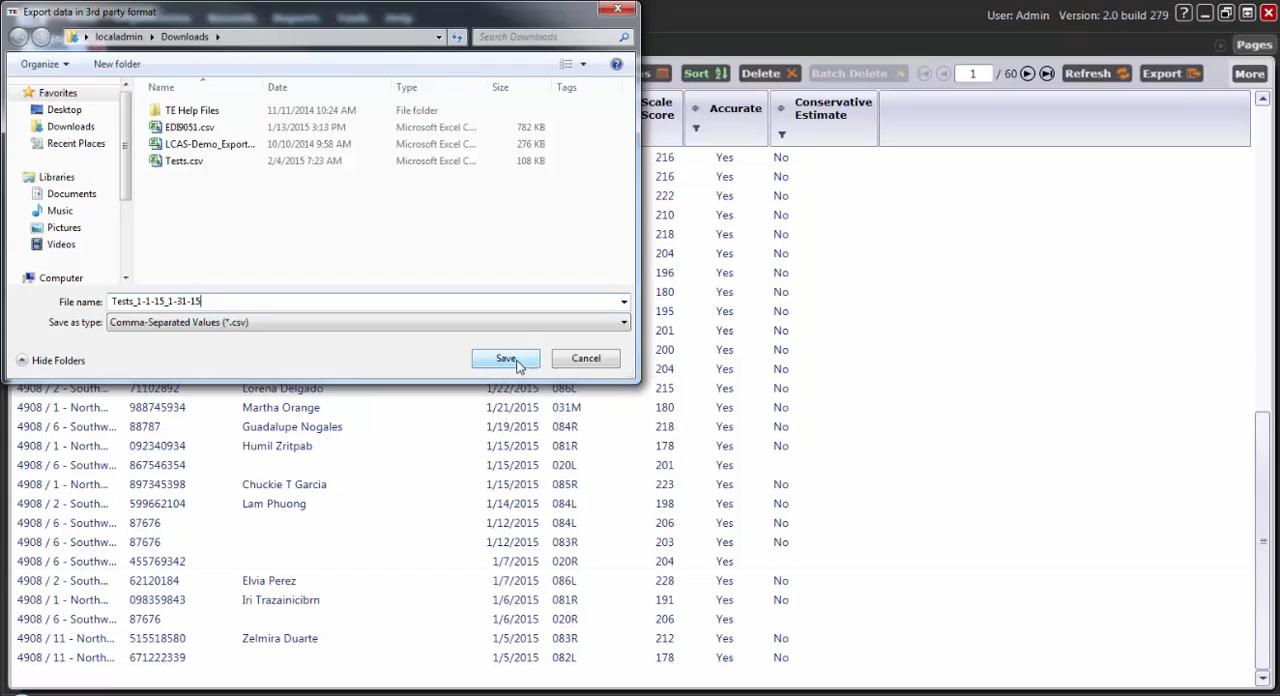 TE Export data in 3rd party format
User: Admin Version: 2.0 build 279 ?
localadmin Downloads Search Downloads
Pages
Organize New folder ?
Sort Delete Batch Delete 1 / 60 Refresh Export More
Name Date Type Size Tags
Favorites
Desktop
Downloads
Recent Places
Libraries
Documents
Music
Pictures
Videos
Computer
TE Help Files 11/11/2014 10:24 AM File folder
EDI9051.csv 1/13/2015 3:13 PM Microsoft Excel C... 782 KB
LCAS-Demo_Export... 10/10/2014 9:58 AM Microsoft Excel C... 276 KB
Tests.csv 2/4/2015 7:23 AM Microsoft Excel C... 108 KB
File name: Tests_1-1-15_1-31-15
Save as type: Comma-Separated Values (*.csv)
Hide Folders Save Cancel
Scale Score Accurate Conservative Estimate
216 Yes No
216 Yes No
222 Yes No
210 Yes No
218 Yes No
204 Yes No
196 Yes No
180 Yes No
195 Yes No
201 Yes No
200 Yes No
204 Yes No
4908 / 2 - Southw... 71102892 Lorena Delgado 1/22/2015 086L 215 Yes No
4908 / 1 - North... 988745934 Martha Orange 1/21/2015 031M 180 Yes No
4908 / 6 - Southw... 88787 Guadalupe Nogales 1/19/2015 084R 218 Yes No
4908 / 1 - North... 092340934 Humil Zritpab 1/15/2015 081R 178 Yes No
4908 / 6 - Southw... 867546354 1/15/2015 020L 201 Yes
4908 / 1 - North... 897345398 Chuckie T Garcia 1/15/2015 085R 223 Yes No
4908 / 2 - Southw... 599662104 Lam Phuong 1/14/2015 084L 198 Yes No
4908 / 6 - Southw... 87676 1/12/2015 084L 206 Yes No
4908 / 6 - Southw... 87676 1/12/2015 083R 203 Yes No
4908 / 6 - Southw... 455769342 1/7/2015 020R 204 Yes
4908 / 2 - Southw... 62120184 Elvia Perez 1/7/2015 086L 228 Yes No
4908 / 1 - North... 098359843 Iri Trazainicibrn 1/6/2015 081R 191 Yes No
4908 / 6 - Southw... 87676 1/6/2015 020R 206 Yes
4908 / 11 - North... 515518580 Zelmira Duarte 1/5/2015 083R 212 Yes No
4908 / 11 - North... 671222339 1/5/2015 082L 178 Yes No